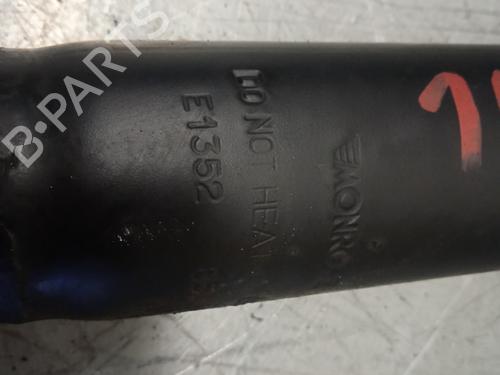 B-PARTS
MONRO
DO NOT HEAT
E1352